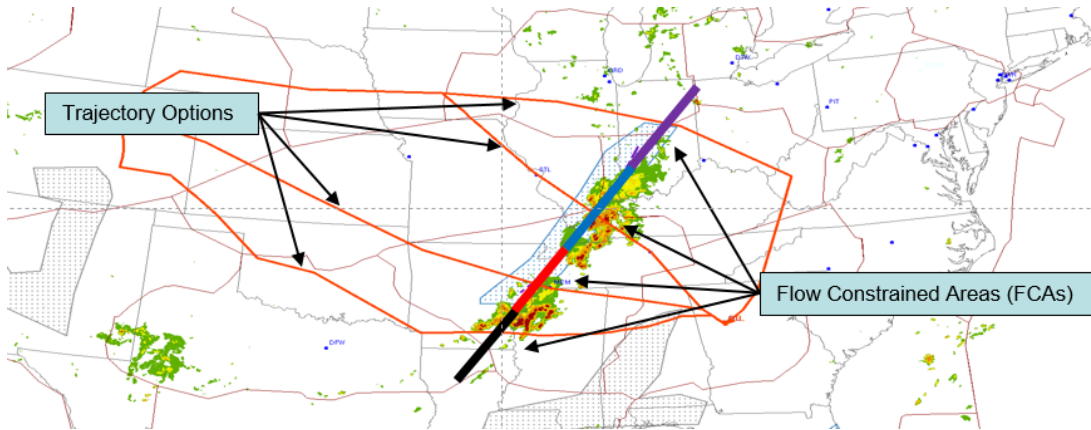 DTW
ORD
Trajectory Options
PIT
STL
Flow Constrained Areas (FCAs)
MEM
DFW